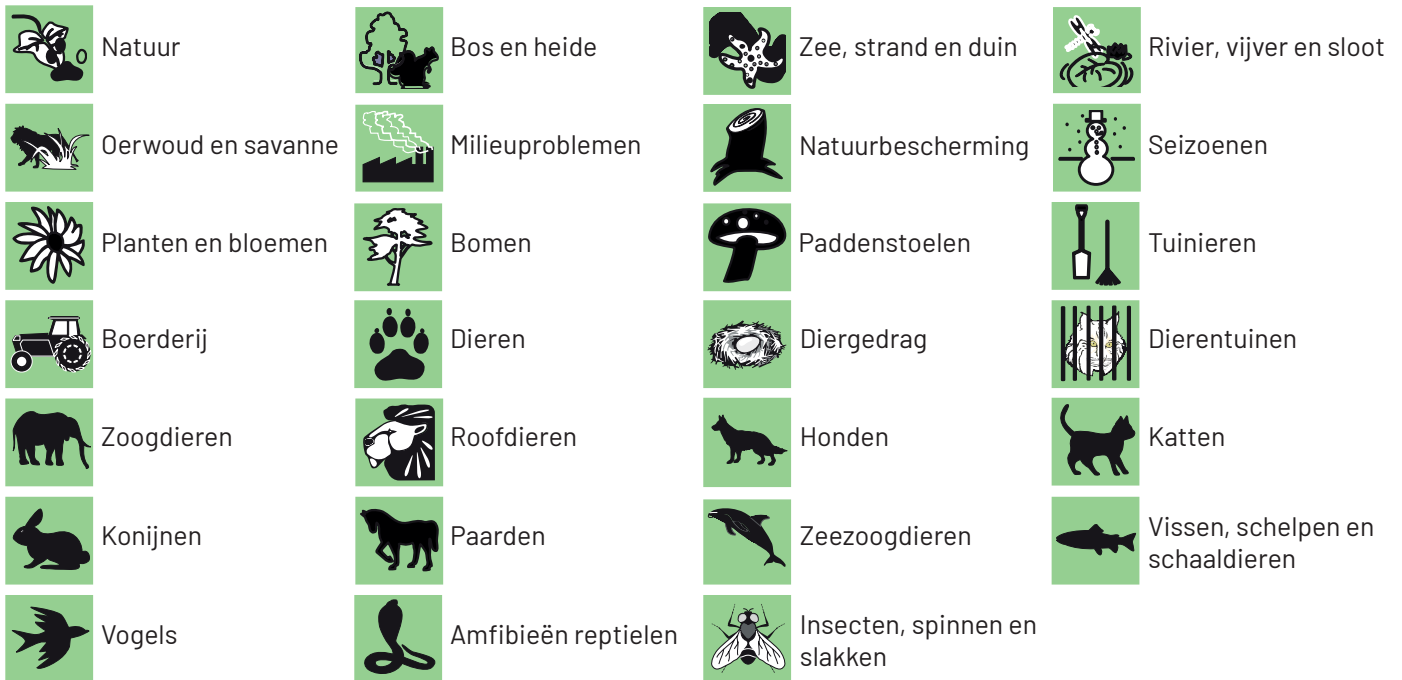 Natuur
Bos en heide
Zee, strand en duin
Rivier, vijver en sloot
Oerwoud en savanne
Milieuproblemen
Natuurbescherming
Seizoenen
Planten en bloemen
Bomen
Paddenstoelen
Tuinieren
Boerderij
Dieren
Diergedrag
Dierentuinen
Zoogdieren
Roofdieren
Honden
Katten
Konijnen
Paarden
Zeezoogdieren
Vissen, schelpen en
schaaldieren
Vogels
Amfibieën reptielen
Insecten, spinnen en
slakken